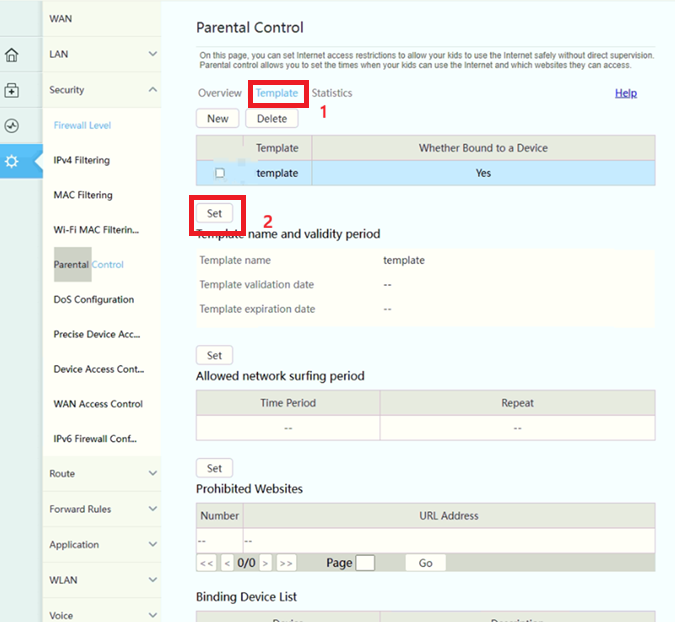 WAN
LAN
Security
Firewall Level
IPv4 Filtering
MAC Filtering
Wi-Fi MAC Filterin...
Parental Control
DoS Configuration
Precise Device Acc...
Device Access Cont...
WAN Access Control
IPv6 Firewall Conf...
Route
Forward Rules
Application
WLAN
Voice
Parental Control
On this page, you can set Internet access restrictions to allow your kids to use the Internet safely without direct supervision.
Parental control allows you to set the times when your kids can use the Internet and which websites they can access.
Overview Template Statistics Help
1
New Delete
Template Whether Bound to a Device
template Yes
Set
2
Template name and validity period
Template name template
Template validation date --
Template expiration date --
Set
Allowed network surfing period
Time Period Repeat
-- --
Set
Prohibited Websites
Number URL Address
-- --
<< < 0/0 > >> Page Go
Binding Device List
Device Description